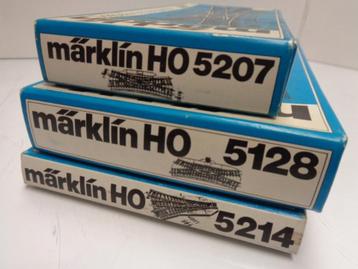 märklin HO 5207
märklin HO 5128
märklin HO 5214